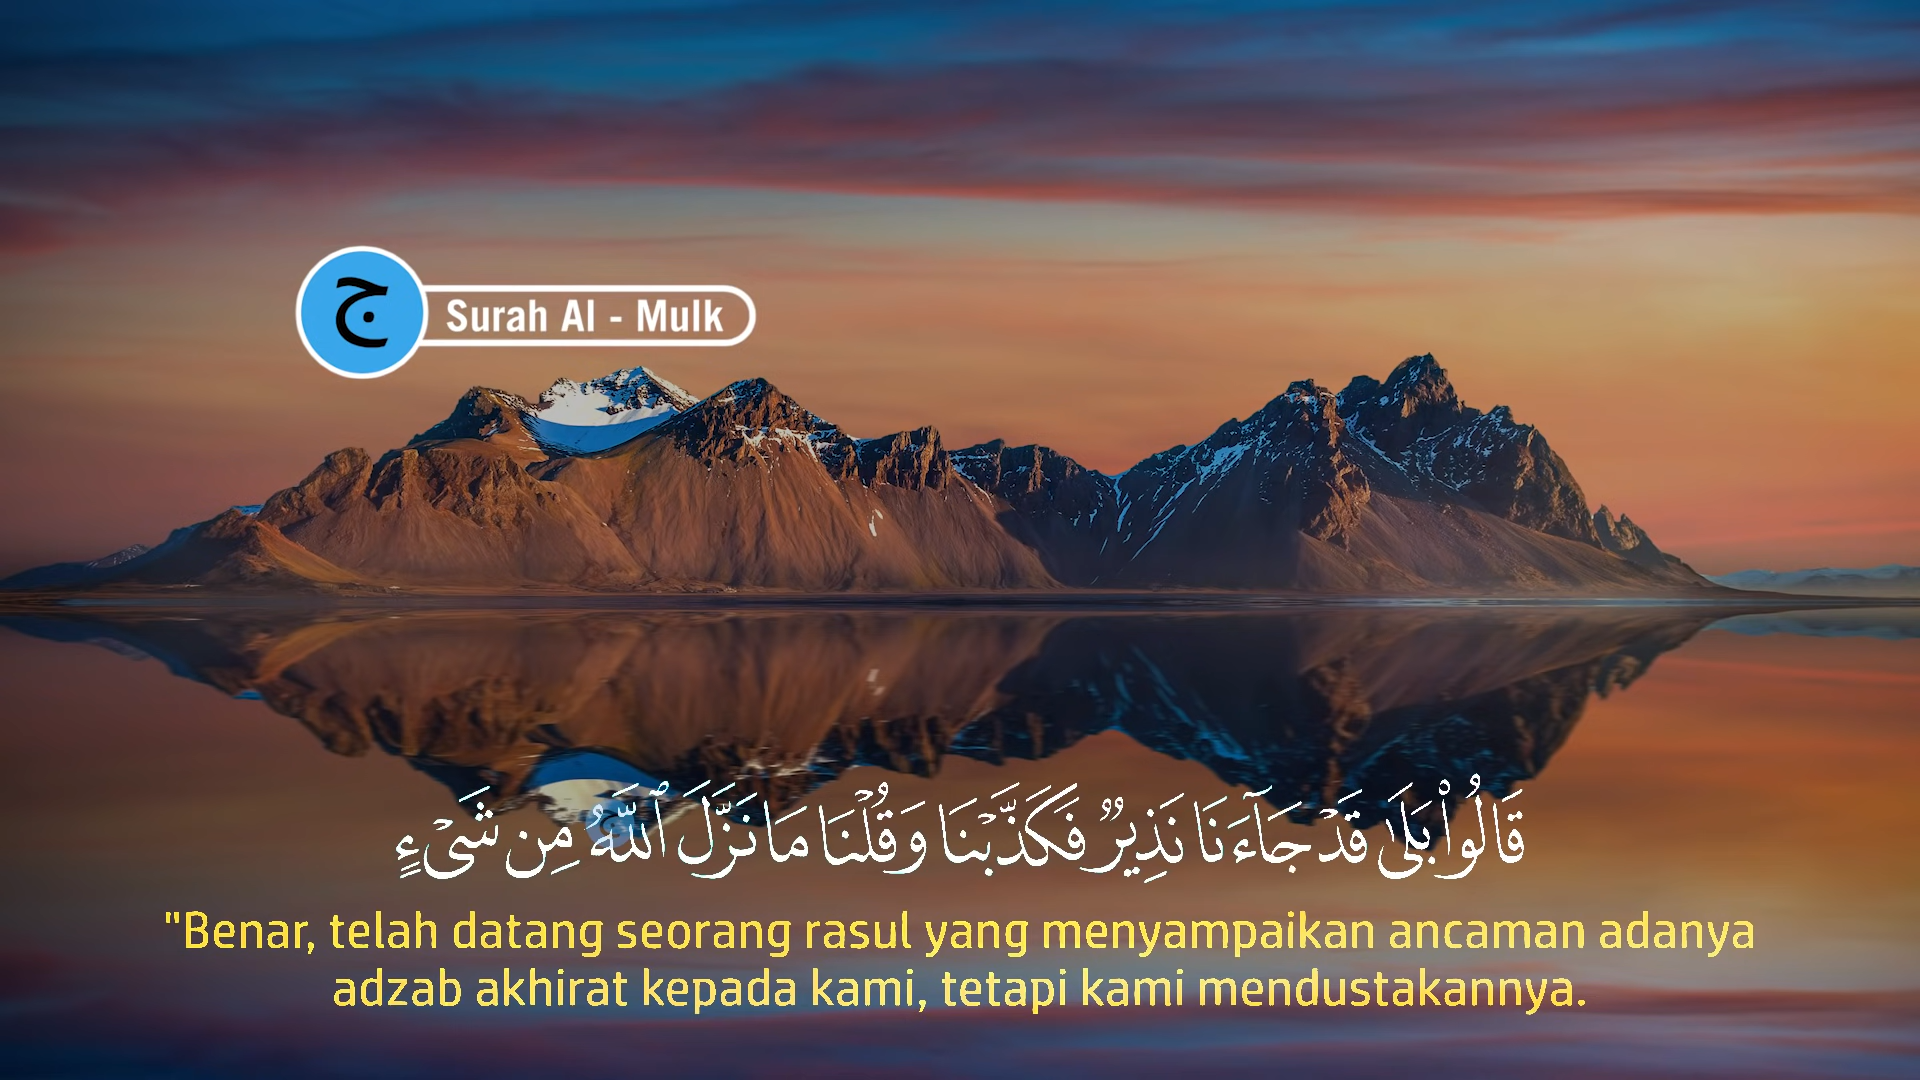 ج
Surah Al - Mulk
قَالُوا۟ بَلَىٰ قَدْ جَآءَنَا نَذِيرٌ فَكَذَّبْنَا وَقُلْنَا مَا نَزَّلَ ٱللَّهُ مِن شَىْءٍ
"Benar, telah datang seorang rasul yang menyampaikan ancaman adanya
adzab akhirat kepada kami, tetapi kami mendustakannya.